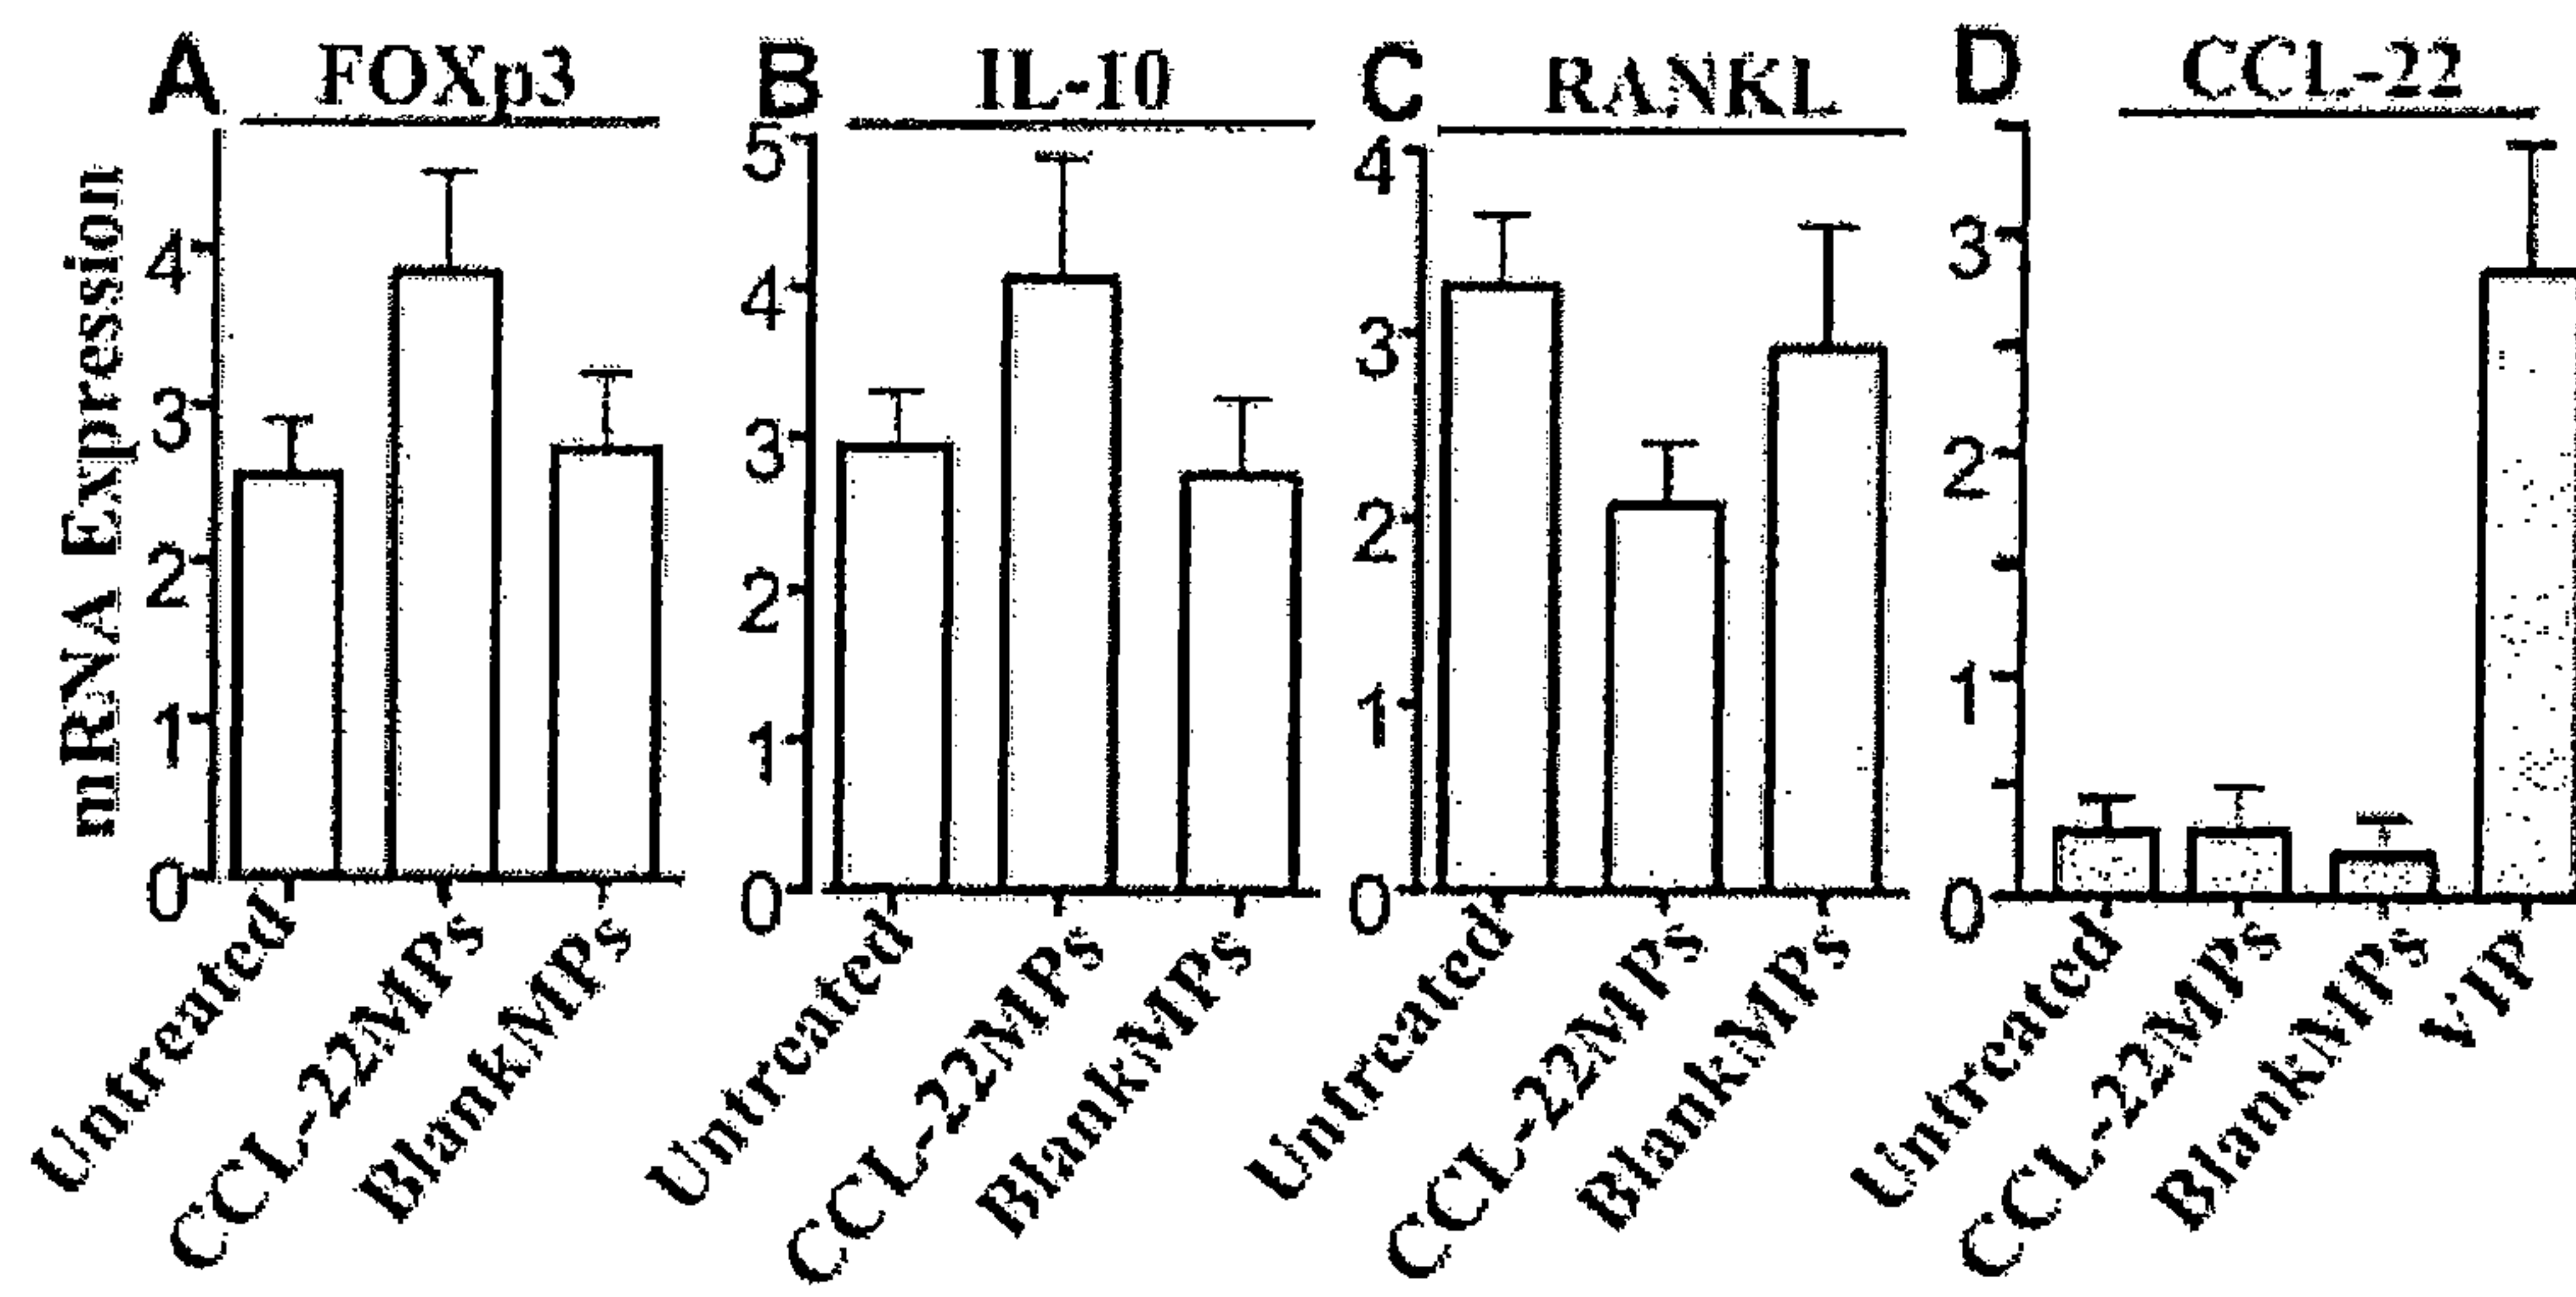 A FOXp3
B IL-10
C RANKL
D CCL-22
mRNA Expression
4
3
2
1
0
5
4
3
2
1
0
4
3
2
1
0
3
2
1
0
Untreated
CCL-22MPs
BlankMPs
Untreated
CCL-22MPs
BlankMPs
Untreated
CCL-22MPs
BlankMPs
Untreated
CCL-22MPs
BlankMPs
VIP